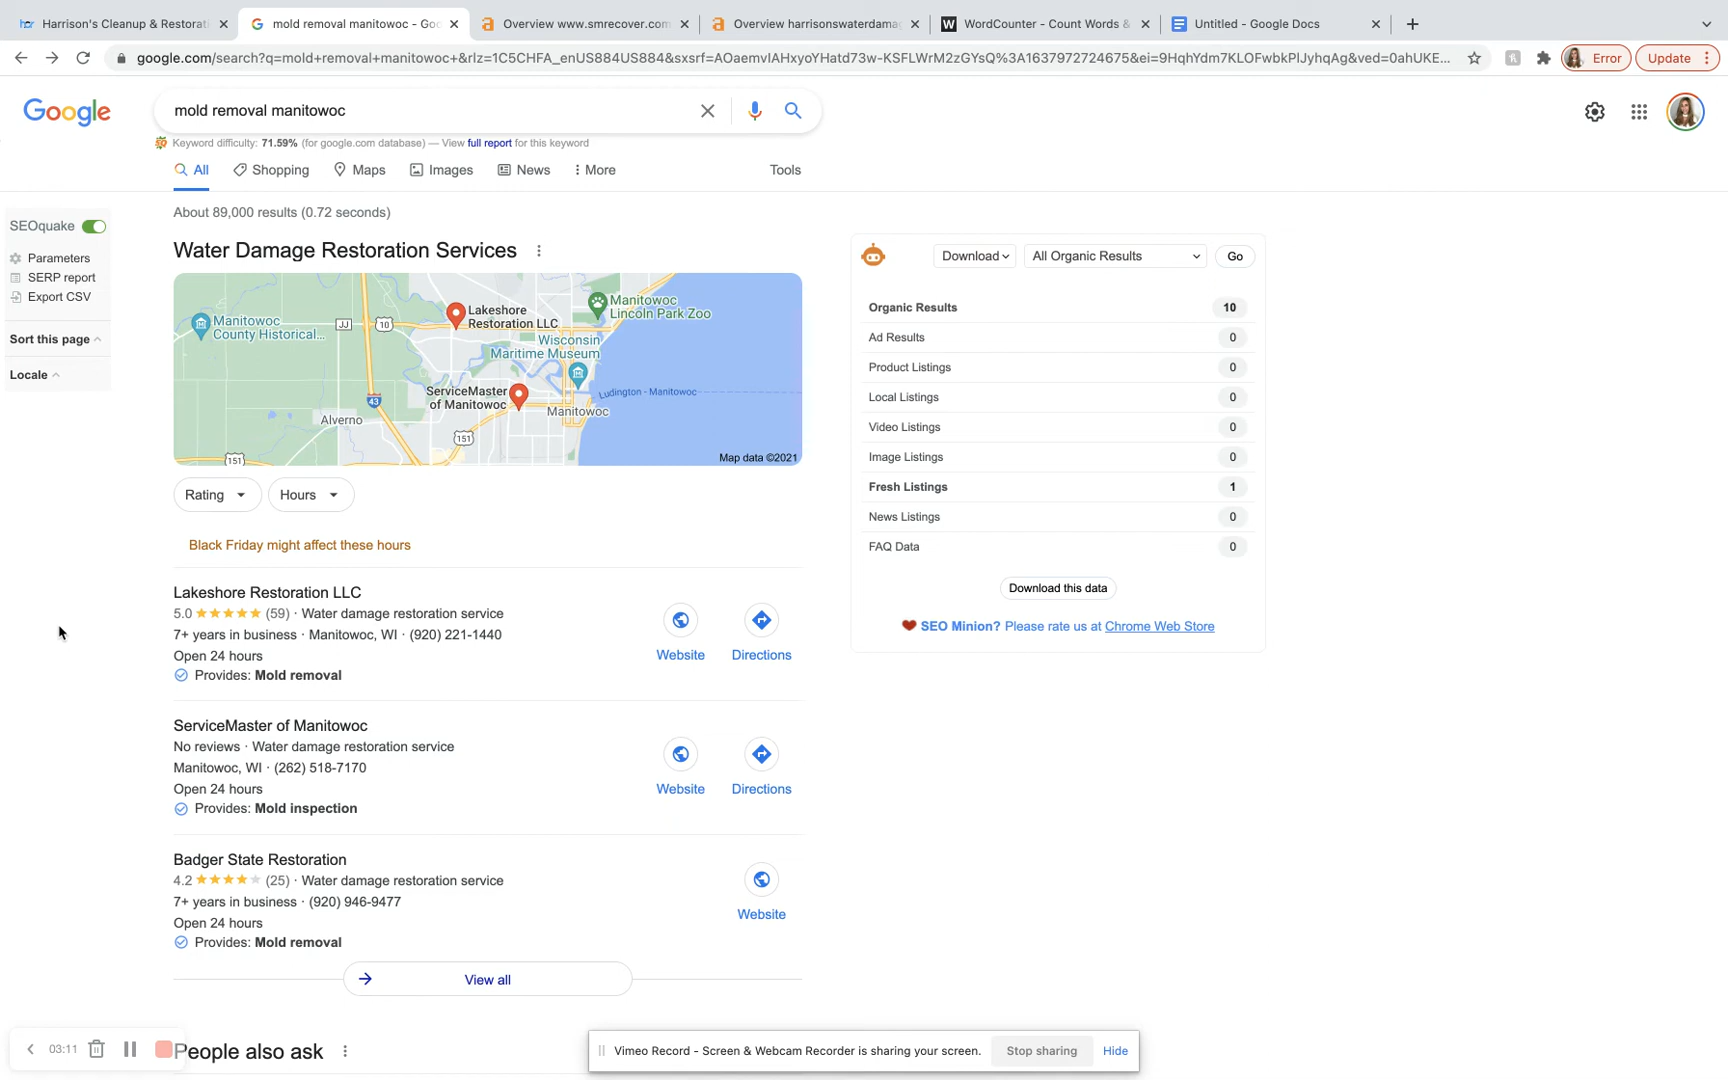 Harrison's Cleanup & Restorati
mold removal manitowoc - Goo
Overview www.smrecover.com
Overview harrisonswaterdamag
WordCounter - Count Words &
Untitled - Google Docs
google.com/search?q=mold+removal+manitowoc+&rlz=1C5CHFA_enUS884US884&sxsrf=AOaemvIAHxyoYHatd73w-KSFLWrM2zGYsQ%3A1637972724675&ei=9HqhYdm7KLOFwbkPlJyhqAg&ved=0ahUKE...
Error
Update
Google
mold removal manitowoc
Keyword difficulty: 71.59% (for google.com database) — View full report for this keyword
All
Shopping
Maps
Images
News
More
Tools
About 89,000 results (0.72 seconds)
SEOquake
Parameters
SERP report
Export CSV
Sort this page
Locale
Water Damage Restoration Services
Manitowoc
County Historical...
JJ
10
Lakeshore
Restoration LLC
Manitowoc
Lincoln Park Zoo
Wisconsin
Maritime Museum
ServiceMaster
of Manitowoc
Ludington - Manitowoc
43
Manitowoc
Alverno
151
151
Map data ©2021
Rating
Hours
Black Friday might affect these hours
Lakeshore Restoration LLC
5.0 ★★★★★ (59) · Water damage restoration service
7+ years in business · Manitowoc, WI · (920) 221-1440
Open 24 hours
Provides: Mold removal
Website
Directions
ServiceMaster of Manitowoc
No reviews · Water damage restoration service
Manitowoc, WI · (262) 518-7170
Open 24 hours
Provides: Mold inspection
Website
Directions
Badger State Restoration
4.2 ★★★★★ (25) · Water damage restoration service
7+ years in business · (920) 946-9477
Open 24 hours
Provides: Mold removal
Website
View all
People also ask
Download
All Organic Results
Go
Organic Results 10
Ad Results 0
Product Listings 0
Local Listings 0
Video Listings 0
Image Listings 0
Fresh Listings 1
News Listings 0
FAQ Data 0
Download this data
SEO Minion? Please rate us at Chrome Web Store
03:11
Vimeo Record - Screen & Webcam Recorder is sharing your screen.
Stop sharing
Hide